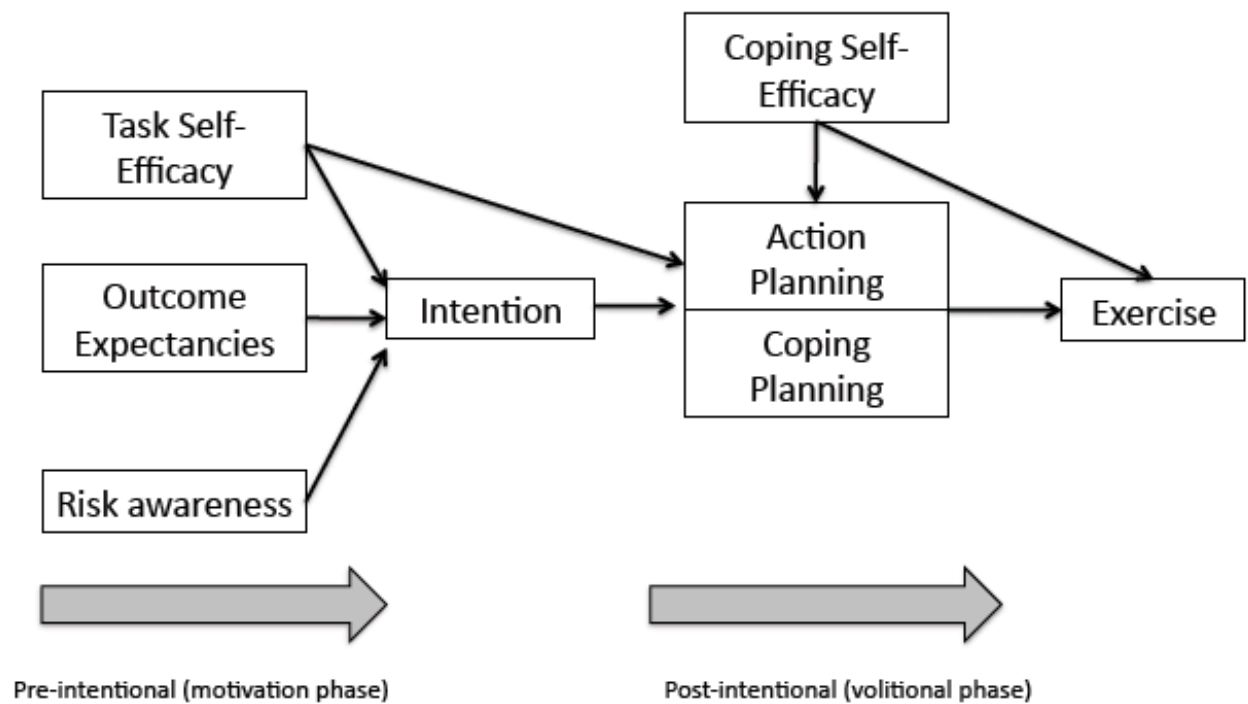 Coping Self-
Efficacy
Task Self-
Efficacy
Action
Planning
Outcome
Expectancies
Intention
Exercise
Coping
Planning
Risk awareness
Pre-intentional (motivation phase)
Post-intentional (volitional phase)